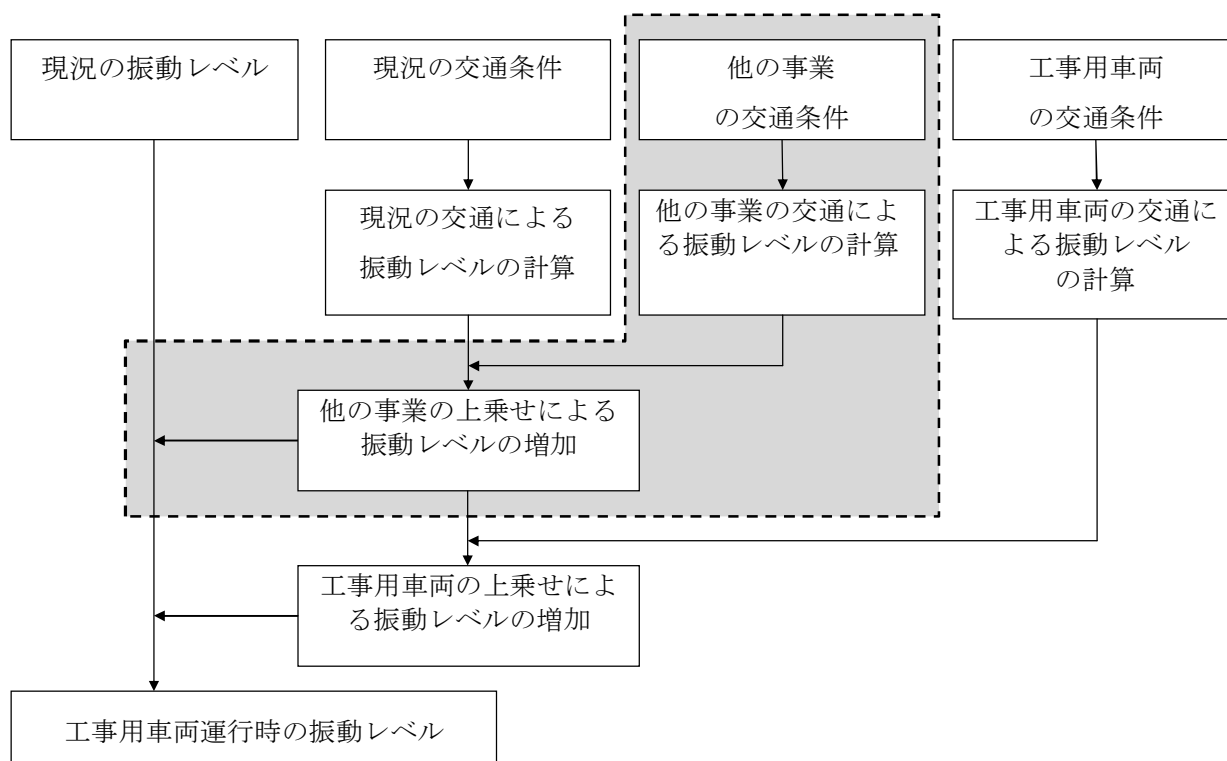 現況の振動レベル
現況の交通条件
他の事業
の交通条件
工事用車両
の交通条件
現況の交通による
振動レベルの計算
他の事業の交通によ
る振動レベルの計算
工事用車両の交通に
よる振動レベル
の計算
他の事業の上乗せによる
振動レベルの増加
工事用車両の上乗せによ
る振動レベルの増加
工事用車両運行時の振動レベル